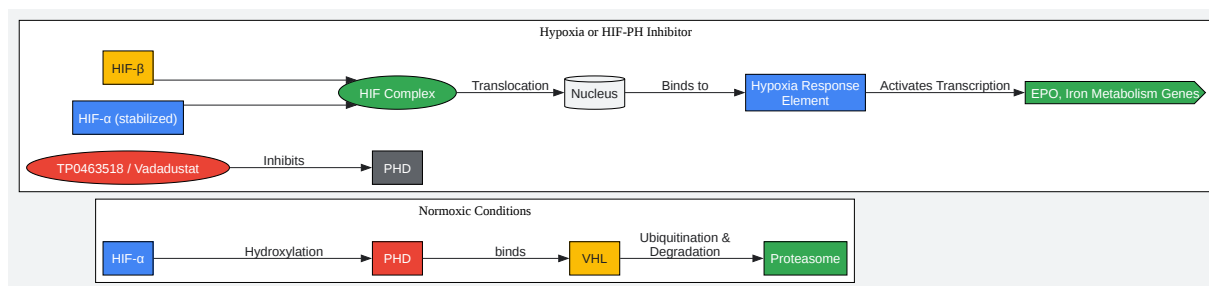 Hypoxia or HIF-PH Inhibitor
HIF-β
HIF-α (stabilized)
HIF Complex
Translocation
Nucleus
Binds to
Hypoxia Response
Element
Activates Transcription
EPO, Iron Metabolism Genes
TP0463518 / Vadadustat
Inhibits
PHD
Normoxic Conditions
HIF-α
Hydroxylation
PHD
binds
VHL
Ubiquitination &
Degradation
Proteasome